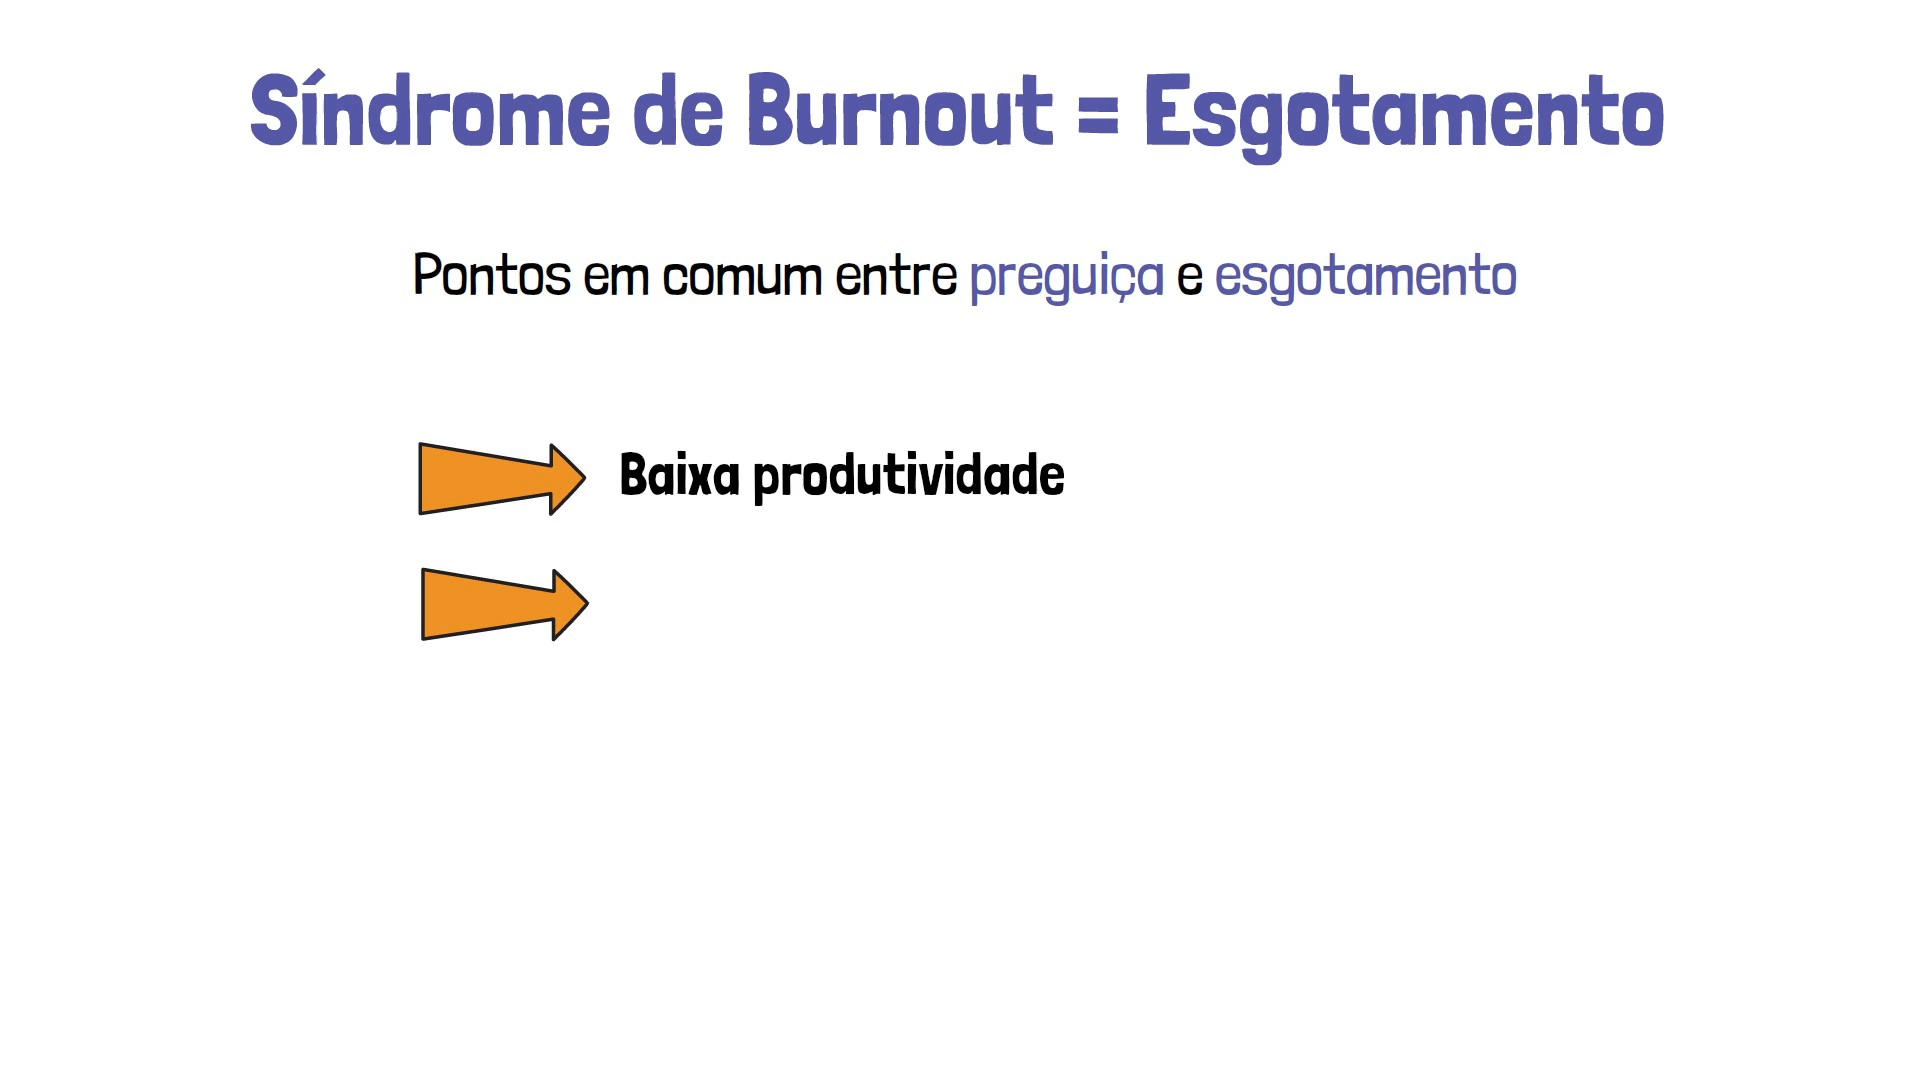 Síndrome de Burnout = Esgotamento
Pontos em comum entre preguiça e esgotamento
Baixa produtividade